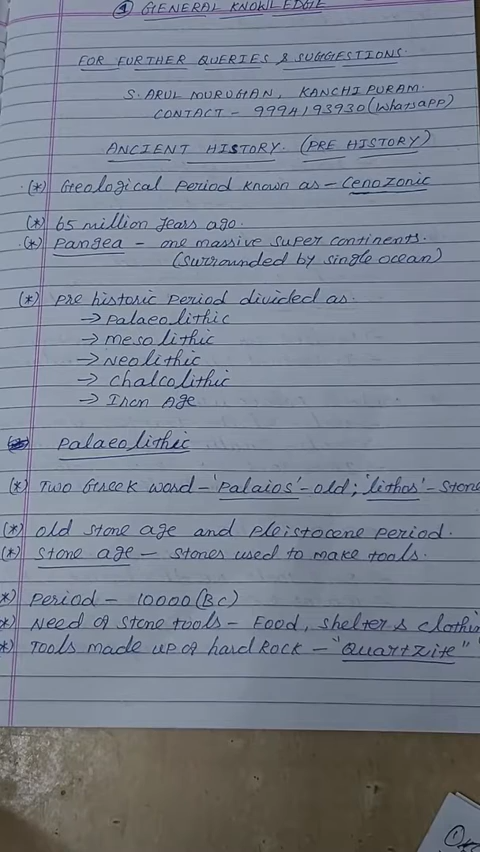 ① GENERAL KNOWLEDGE
FOR FURTHER QUERIES & SUGGESTIONS.
S. ARUL MURUGHAN, KANCHIPURAM.
CONTACT - 9994193930 (WhatsAPP)
ANCIENT HISTORY. (PRE HISTORY)
(*) Geological Period known as - Cenozonic
(*) 65 million years ago.
(*) Pangea - one massive super continents.
(surrounded by single ocean)
(*) Pre historic Period divided as.
→ Palaeolithic
→ mesolithic
→ Neolithic
→ chalcolithic
→ Iron Age.
Palaeolithic
(*) Two Greek word - 'Palaios' - old; 'lithos' - Stone
(*) old stone age and Pleistocene Period.
(*) Stone age - stones used to make tools.
*) Period - 10000 (BC)
*) Need of Stone tools - Food, shelter & clothin
*) Tools made up of hard Rock - "Quartzite"